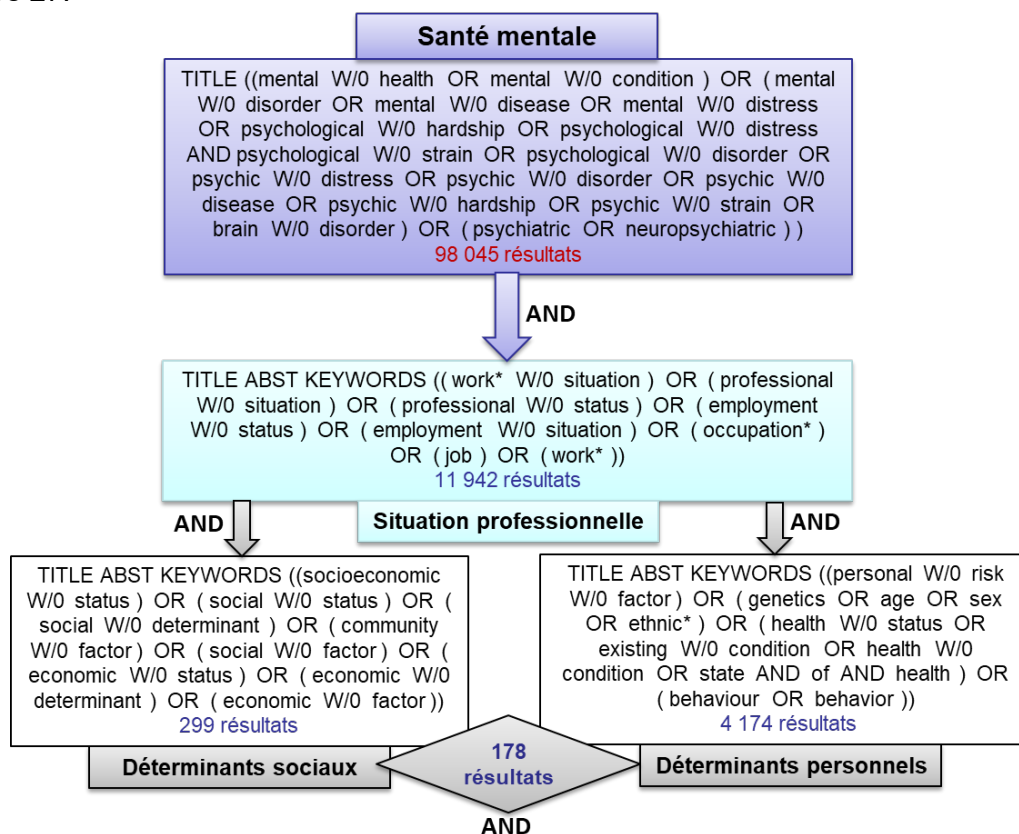 Santé mentale
TITLE ((mental W/0 health OR mental W/0 condition ) OR ( mental
W/0 disorder OR mental W/0 disease OR mental W/0 distress
OR psychological W/0 hardship OR psychological W/0 distress
AND psychological W/0 strain OR psychological W/0 disorder OR
psychic W/0 distress OR psychic W/0 disorder OR psychic W/0
disease OR psychic W/0 hardship OR psychic W/0 strain OR
brain W/0 disorder ) OR ( psychiatric OR neuropsychiatric ) )
98 045 résultats
AND
TITLE ABST KEYWORDS (( work* W/0 situation ) OR ( professional
W/0 situation ) OR ( professional W/0 status ) OR ( employment
W/0 status ) OR ( employment W/0 situation ) OR ( occupation* )
OR ( job ) OR ( work* ))
11 942 résultats
Situation professionnelle
AND
AND
TITLE ABST KEYWORDS ((socioeconomic
W/0 status ) OR ( social W/0 status ) OR (
social W/0 determinant ) OR ( community
W/0 factor ) OR ( social W/0 factor ) OR (
economic W/0 status ) OR ( economic W/0
determinant ) OR ( economic W/0 factor))
299 résultats
Déterminants sociaux
TITLE ABST KEYWORDS ((personal W/0 risk
W/0 factor) OR ( genetics OR age OR sex
OR ethnic* ) OR ( health W/0 status OR
existing W/0 condition OR health W/0
condition OR state AND of AND health ) OR
( behaviour OR behavior ))
4 174 résultats
Déterminants personnels
178
résultats
AND